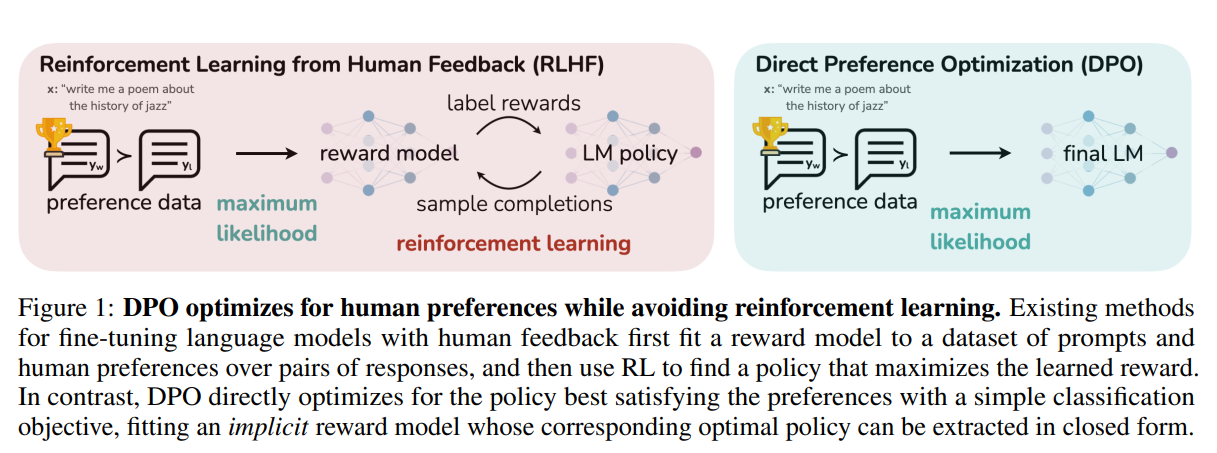 Reinforcement Learning from Human Feedback (RLHF)
x: “write me a poem about
the history of jazz”
label rewards
yw
>
yl
reward model
LM policy
preference data
maximum
likelihood
sample completions
reinforcement learning
Direct Preference Optimization (DPO)
x: “write me a poem about
the history of jazz”
yw
>
yl
final LM
preference data
maximum
likelihood
Figure 1: DPO optimizes for human preferences while avoiding reinforcement learning. Existing methods
for fine-tuning language models with human feedback first fit a reward model to a dataset of prompts and
human preferences over pairs of responses, and then use RL to find a policy that maximizes the learned reward.
In contrast, DPO directly optimizes for the policy best satisfying the preferences with a simple classification
objective, fitting an implicit reward model whose corresponding optimal policy can be extracted in closed form.